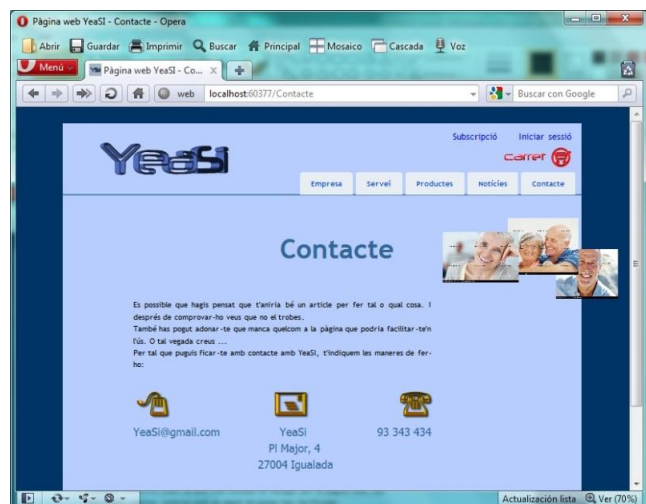 Pàgina web YeaSI - Contacte - Opera
Abrir Guardar Imprimir Buscar Principal Mosaico Cascada Voz
Menú Pàgina web YeaSI - Co...
web localhost:60377/Contacte Buscar con Google
Subscripció Iniciar sessió
YeaSi
carret
Empresa Servei Productes Notícies Contacte
Contacte
Es possible que hagis pensat que t'aniria bé un article per fer tal o qual cosa. I
després de comprovar-ho veus que no el trobes.
També has pogut adonar-te que manca quelcom a la pàgina que podria facilitar-te'n
l'ús. O tal vegada creus ...
Per tal que puguis ficar-te amb contacte amb YeaSI, t'indiquem les maneres de fer-
ho:
YeaSi@gmail.com YeaSi 93 343 434
Pl Major, 4
27004 Igualada
Actualización lista Ver (70%)